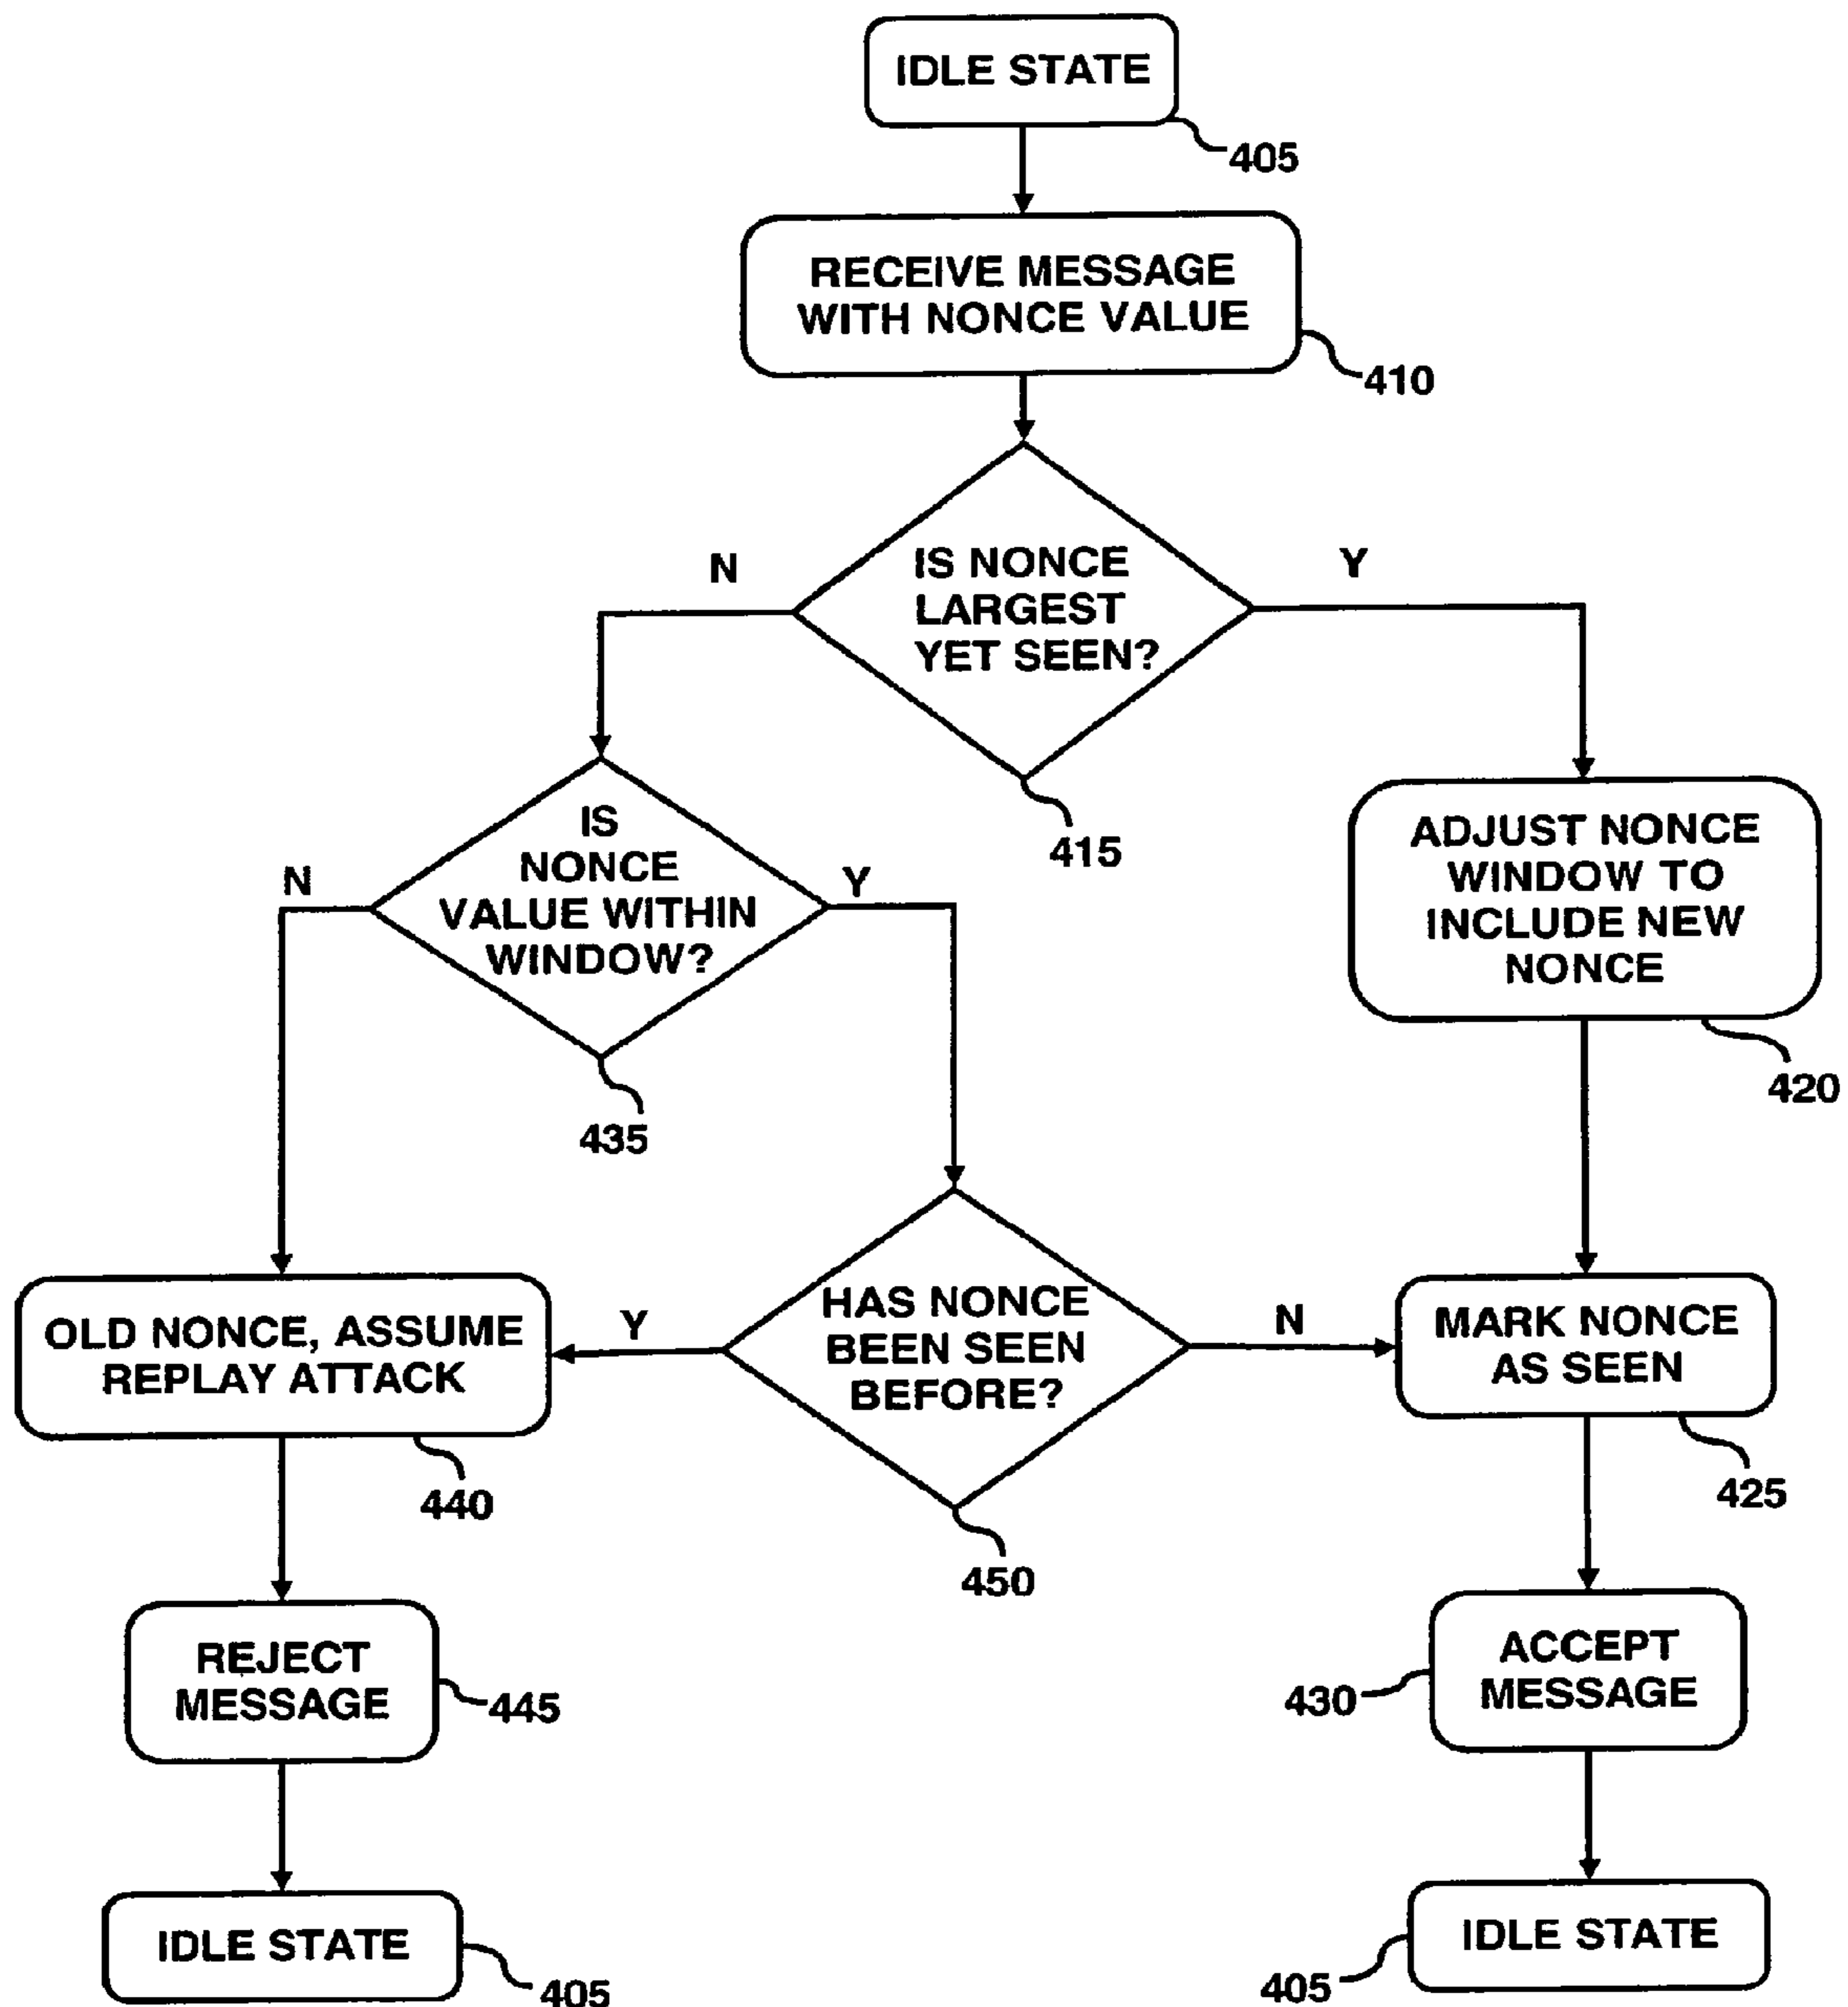 IDLE STATE
405
RECEIVE MESSAGE
WITH NONCE VALUE
410
N
IS NONCE
LARGEST
YET SEEN?
Y
415
N
IS
NONCE
VALUE WITHIN
WINDOW?
Y
435
ADJUST NONCE
WINDOW TO
INCLUDE NEW
NONCE
420
OLD NONCE, ASSUME
REPLAY ATTACK
440
Y
HAS NONCE
BEEN SEEN
BEFORE?
N
450
MARK NONCE
AS SEEN
425
REJECT
MESSAGE
445
430
ACCEPT
MESSAGE
IDLE STATE
405
405
IDLE STATE